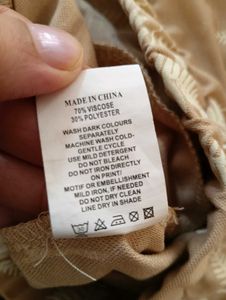 MADE IN CHINA
70% VISCOSE
30% POLYESTER
WASH DARK COLOURS
SEPARATELY
MACHINE WASH COLD-
GENTLE CYCLE
USE MILD DETERGENT
DO NOT BLEACH
DO NOT IRON DIRECTLY
ON PRINT/
MOTIF OR EMBELLISHMENT
MILD IRON, IF NEEDED
DO NOT DRY CLEAN
LINE DRY IN SHADE